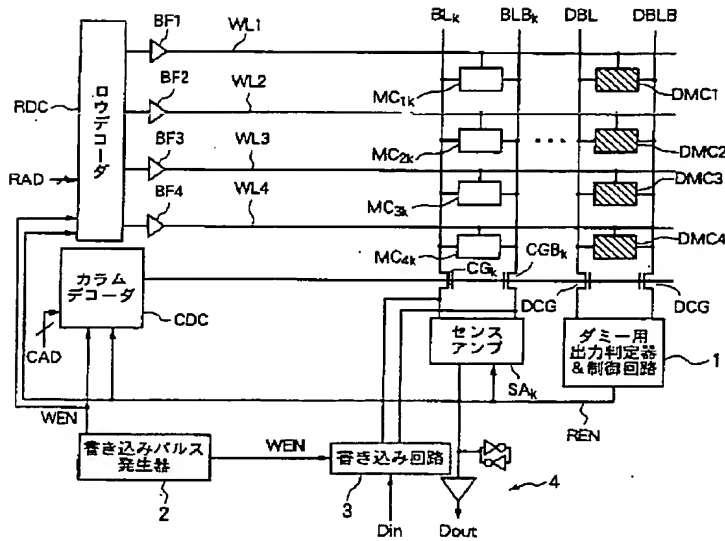 BLk
BLBk
DBL
DBLB
BF1
WL1
BF2
WL2
BF3
WL3
BF4
WL4
ロウデコーダ
RDC
RAD
MC1k
DMC1
MC2k
DMC2
MC3k
DMC3
MC4k
DMC4
CGk
CGBk
DCG
DCG
カラム
デコーダ
CDC
CAD
センス
アンプ
SAk
ダミー用
出力判定器
&制御回路
1
WEN
REN
書き込みパルス
発生器
2
WEN
書き込み回路
3
4
Din
Dout